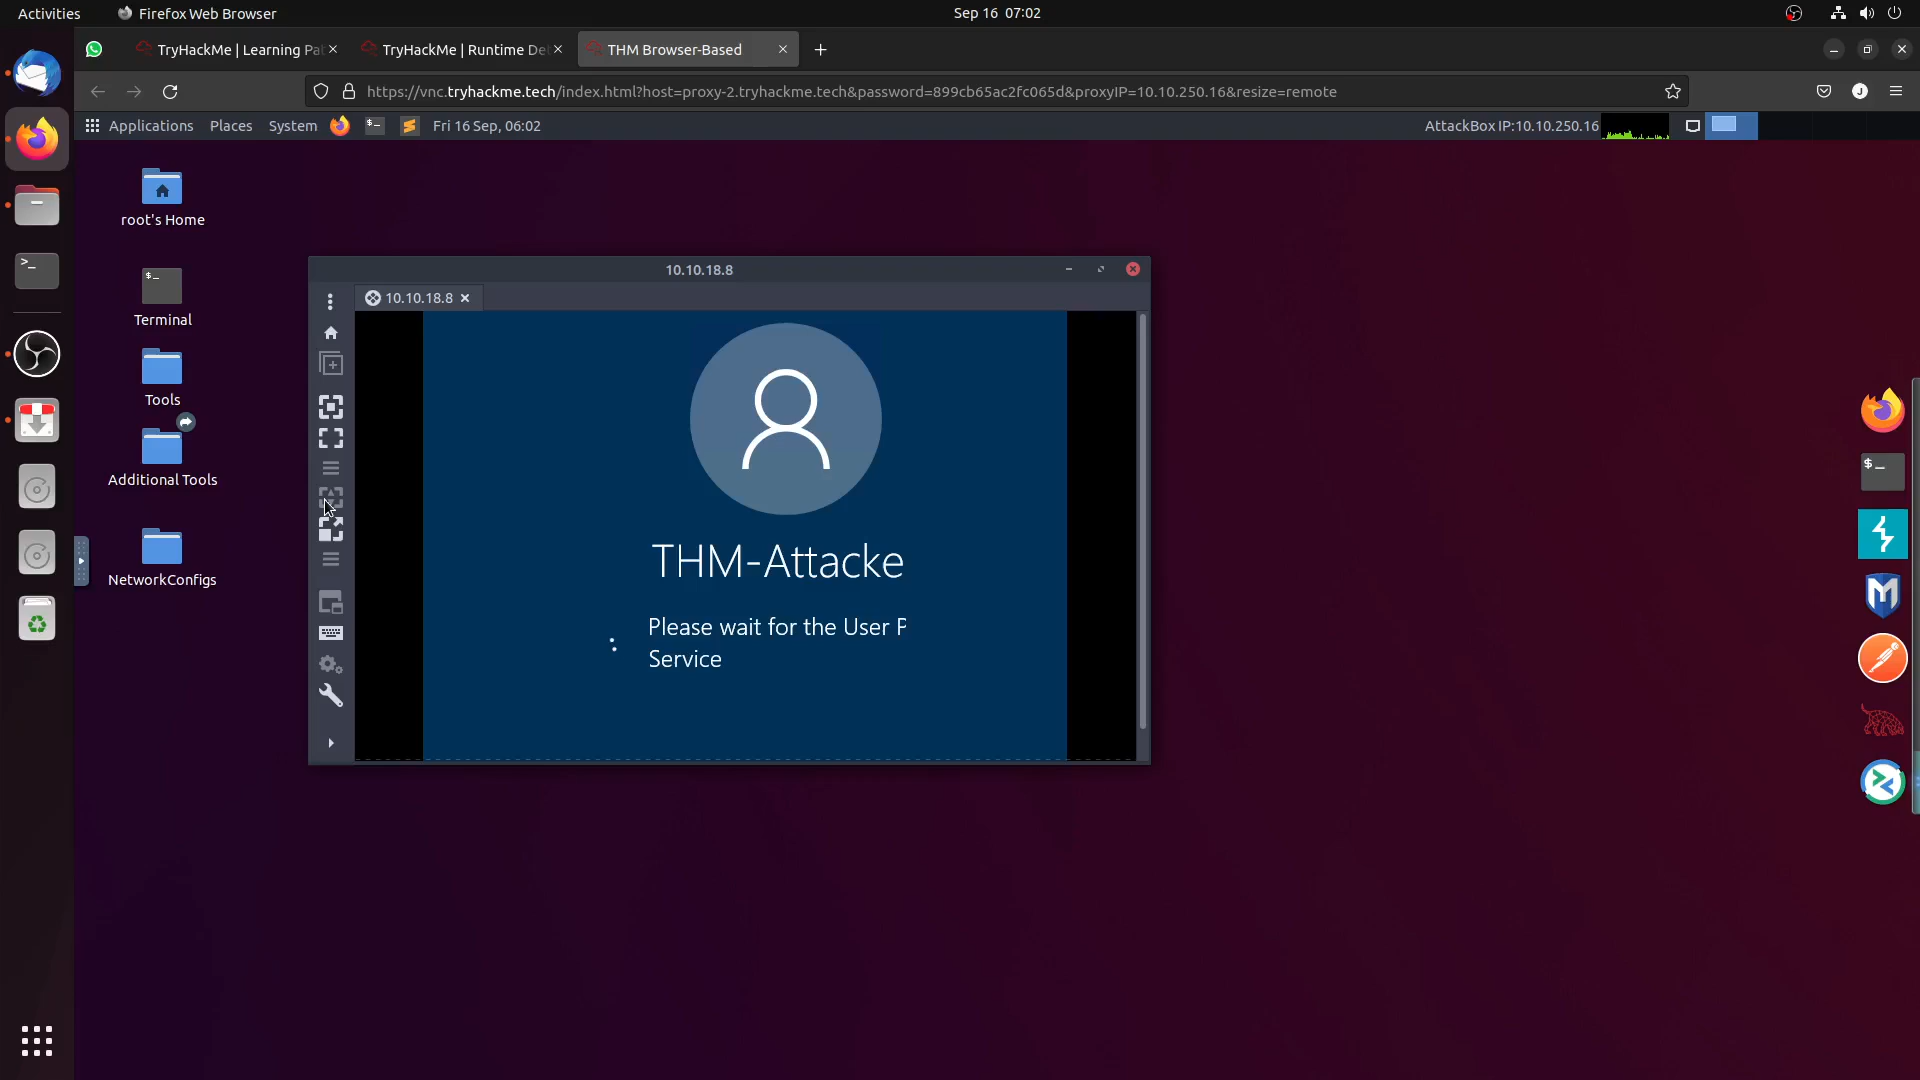 Activities
Firefox Web Browser
Sep 16 07:02
TryHackMe | Learning Pa
TryHackMe | Runtime De
THM Browser-Based
J
https://vnc.tryhackme.tech/index.html?host=proxy-2.tryhackme.tech&password=899cb65ac2fc065d&proxyIP=10.10.250.16&resize=remote
Applications
Places
System
Fri 16 Sep, 06:02
AttackBox IP:10.10.250.16
root's Home
Terminal
Tools
Additional Tools
NetworkConfigs
10.10.18.8
10.10.18.8
THM-Attacke
Please wait for the User P
Service